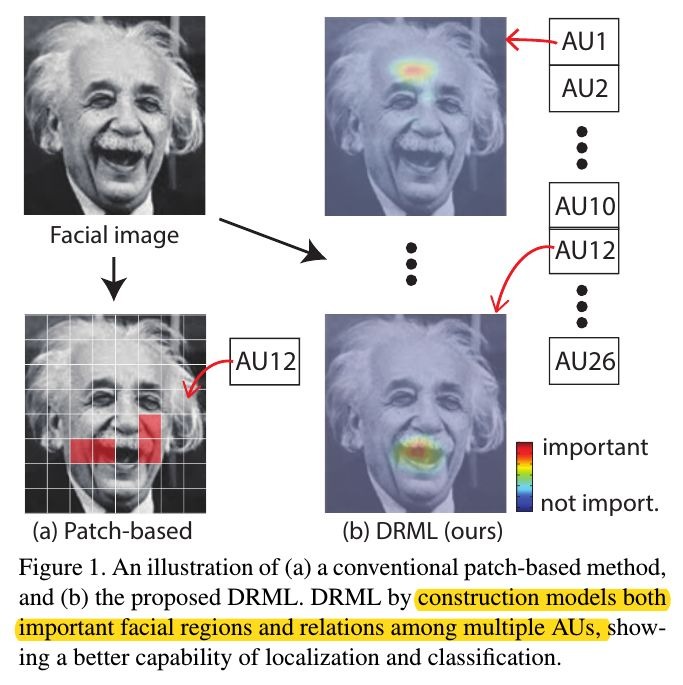 AU1
AU2
Facial image
AU10
AU12
AU12
AU26
important
not import.
(a) Patch-based
(b) DRML (ours)
Figure 1. An illustration of (a) a conventional patch-based method,
and (b) the proposed DRML. DRML by construction models both
important facial regions and relations among multiple AUs, show-
ing a better capability of localization and classification.